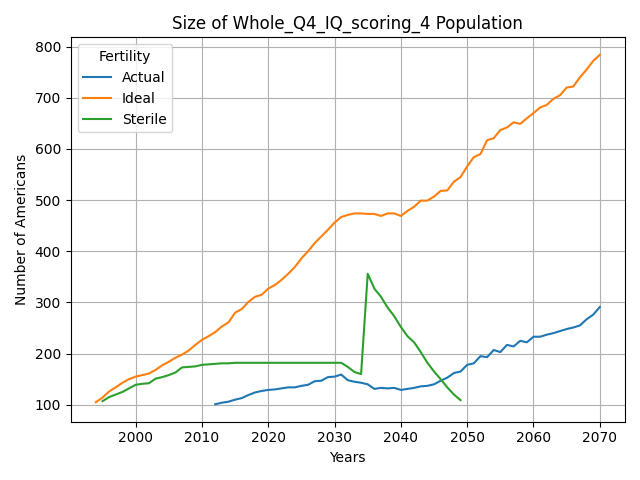 Size of Whole_Q4_IQ_scoring_4 Population
Fertility
Actual
Ideal
Sterile
Number of Americans
800
700
600
500
400
300
200
100
2000
2010
2020
2030
2040
2050
2060
2070
Years